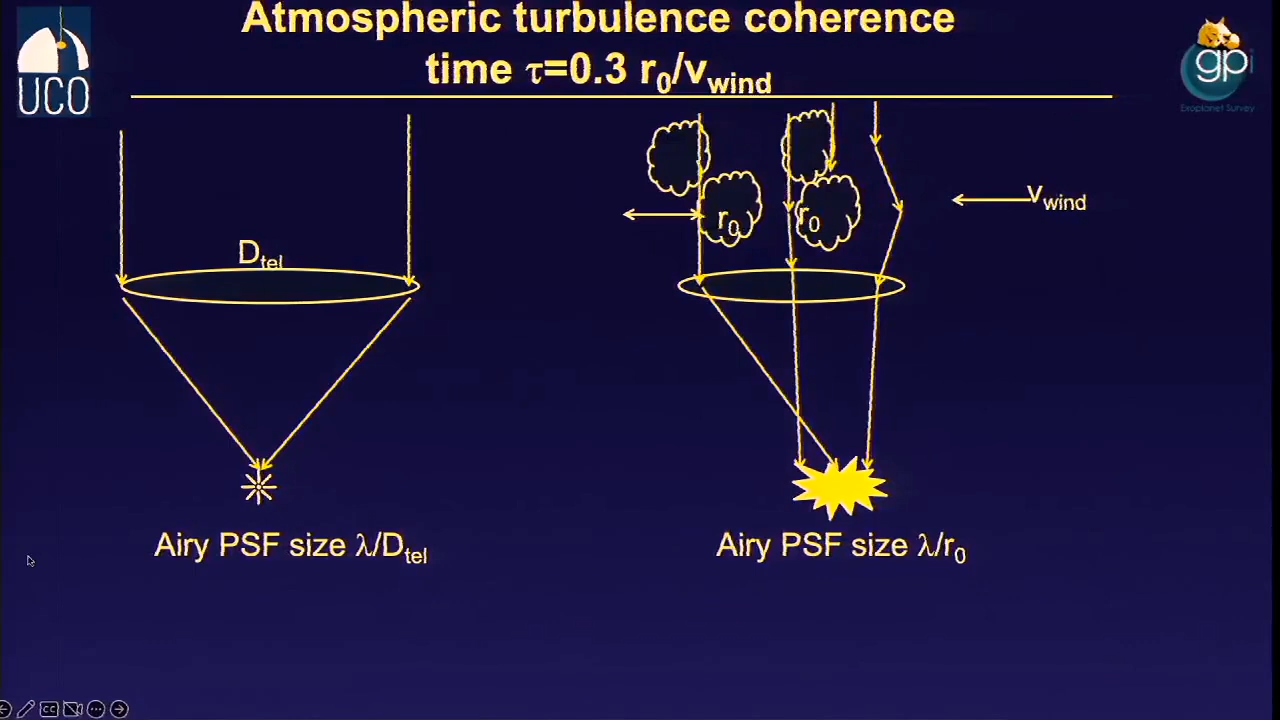 Atmospheric turbulence coherence
time τ=0.3 r₀/v_wind
UCO
gpi
Exoplanet Survey
D_tel
r₀
r₀
v_wind
Airy PSF size λ/D_tel
Airy PSF size λ/r₀
CC